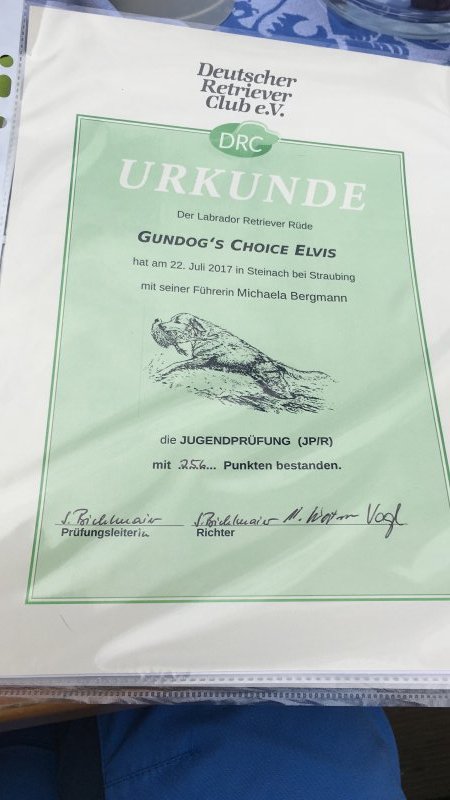 Deutscher
Retriever
Club e.V.
DRC
URKUNDE
Der Labrador Retriever Rüde
GUNDOG'S CHOICE ELVIS
hat am 22. Juli 2017 in Steinach bei Straubing
mit seiner Führerin Michaela Bergmann
die JUGENDPRÜFUNG (JP/R)
mit 256 Punkten bestanden.
Vogl
Prüfungsleiterin Richter